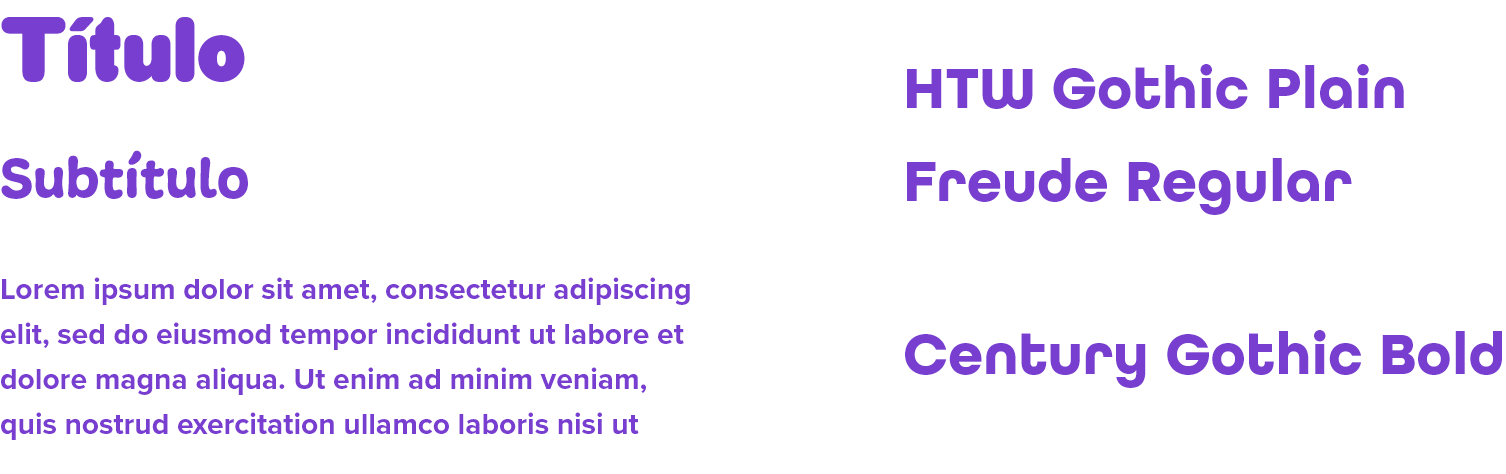 Título
HTW Gothic Plain
Subtítulo
Freude Regular
Lorem ipsum dolor sit amet, consectetur adipiscing
elit, sed do eiusmod tempor incididunt ut labore et
dolore magna aliqua. Ut enim ad minim veniam,
quis nostrud exercitation ullamco laboris nisi ut
Century Gothic Bold